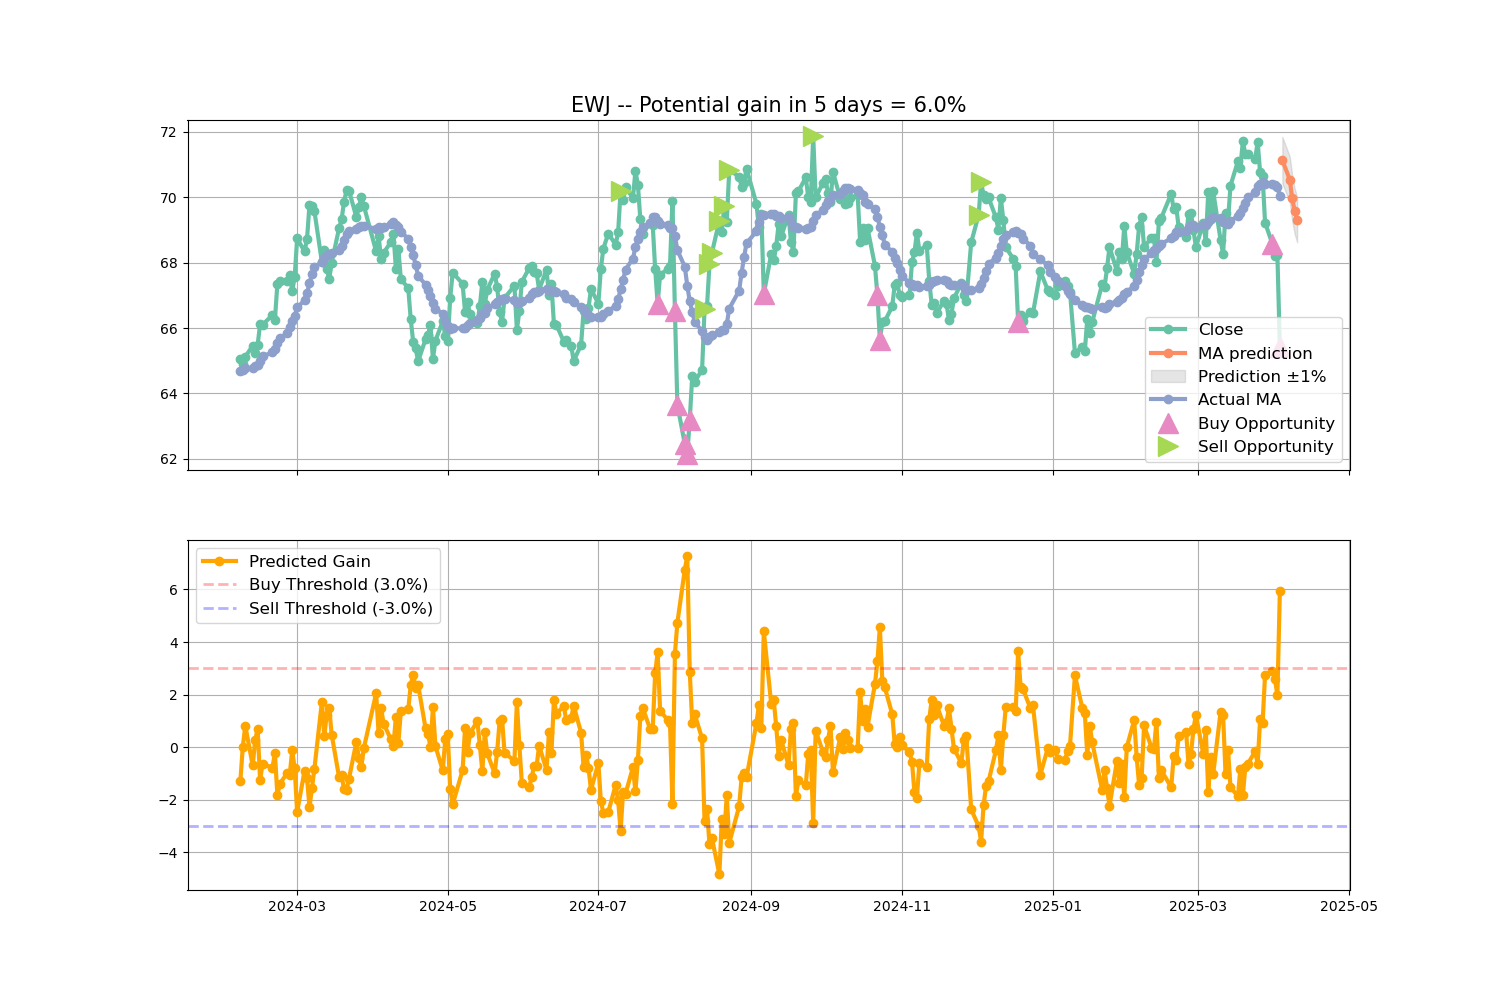 EWJ -- Potential gain in 5 days = 6.0%
72
70
68
66
64
62
Close
MA prediction
Prediction ±1%
Actual MA
Buy Opportunity
Sell Opportunity
Predicted Gain
Buy Threshold (3.0%)
Sell Threshold (-3.0%)
6
4
2
0
−2
−4
2024-03
2024-05
2024-07
2024-09
2024-11
2025-01
2025-03
2025-05